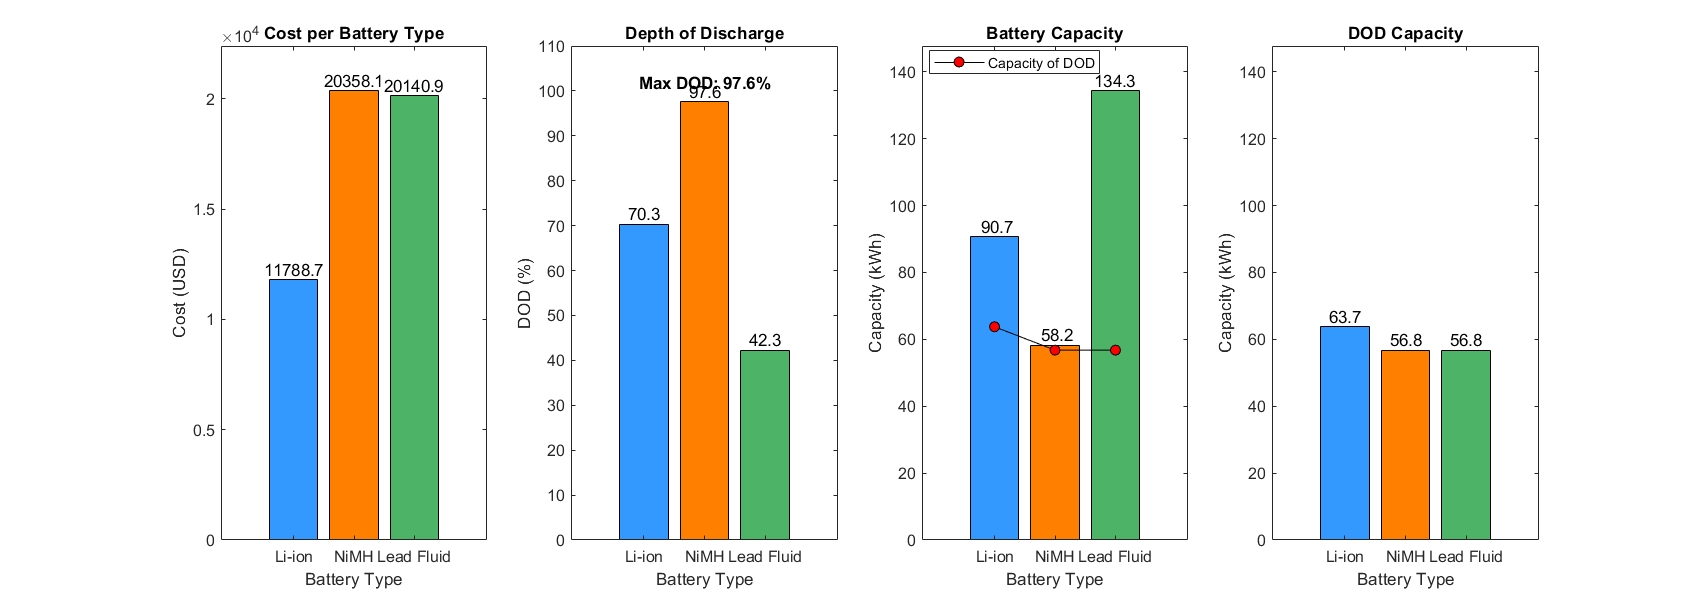 ×10⁴ Cost per Battery Type
2
1.5
1
0.5
0
Cost (USD)
11788.7
20358.1
20140.9
Li-ion NiMH Lead Fluid
Battery Type
Depth of Discharge
110
100
90
80
70
60
50
40
30
20
10
0
DOD (%)
Max DOD: 97.6%
97.6
70.3
42.3
Li-ion NiMH Lead Fluid
Battery Type
Battery Capacity
Capacity of DOD
140
120
100
80
60
40
20
0
Capacity (kWh)
90.7
58.2
134.3
Li-ion NiMH Lead Fluid
Battery Type
DOD Capacity
140
120
100
80
60
40
20
0
Capacity (kWh)
63.7
56.8
56.8
Li-ion NiMH Lead Fluid
Battery Type